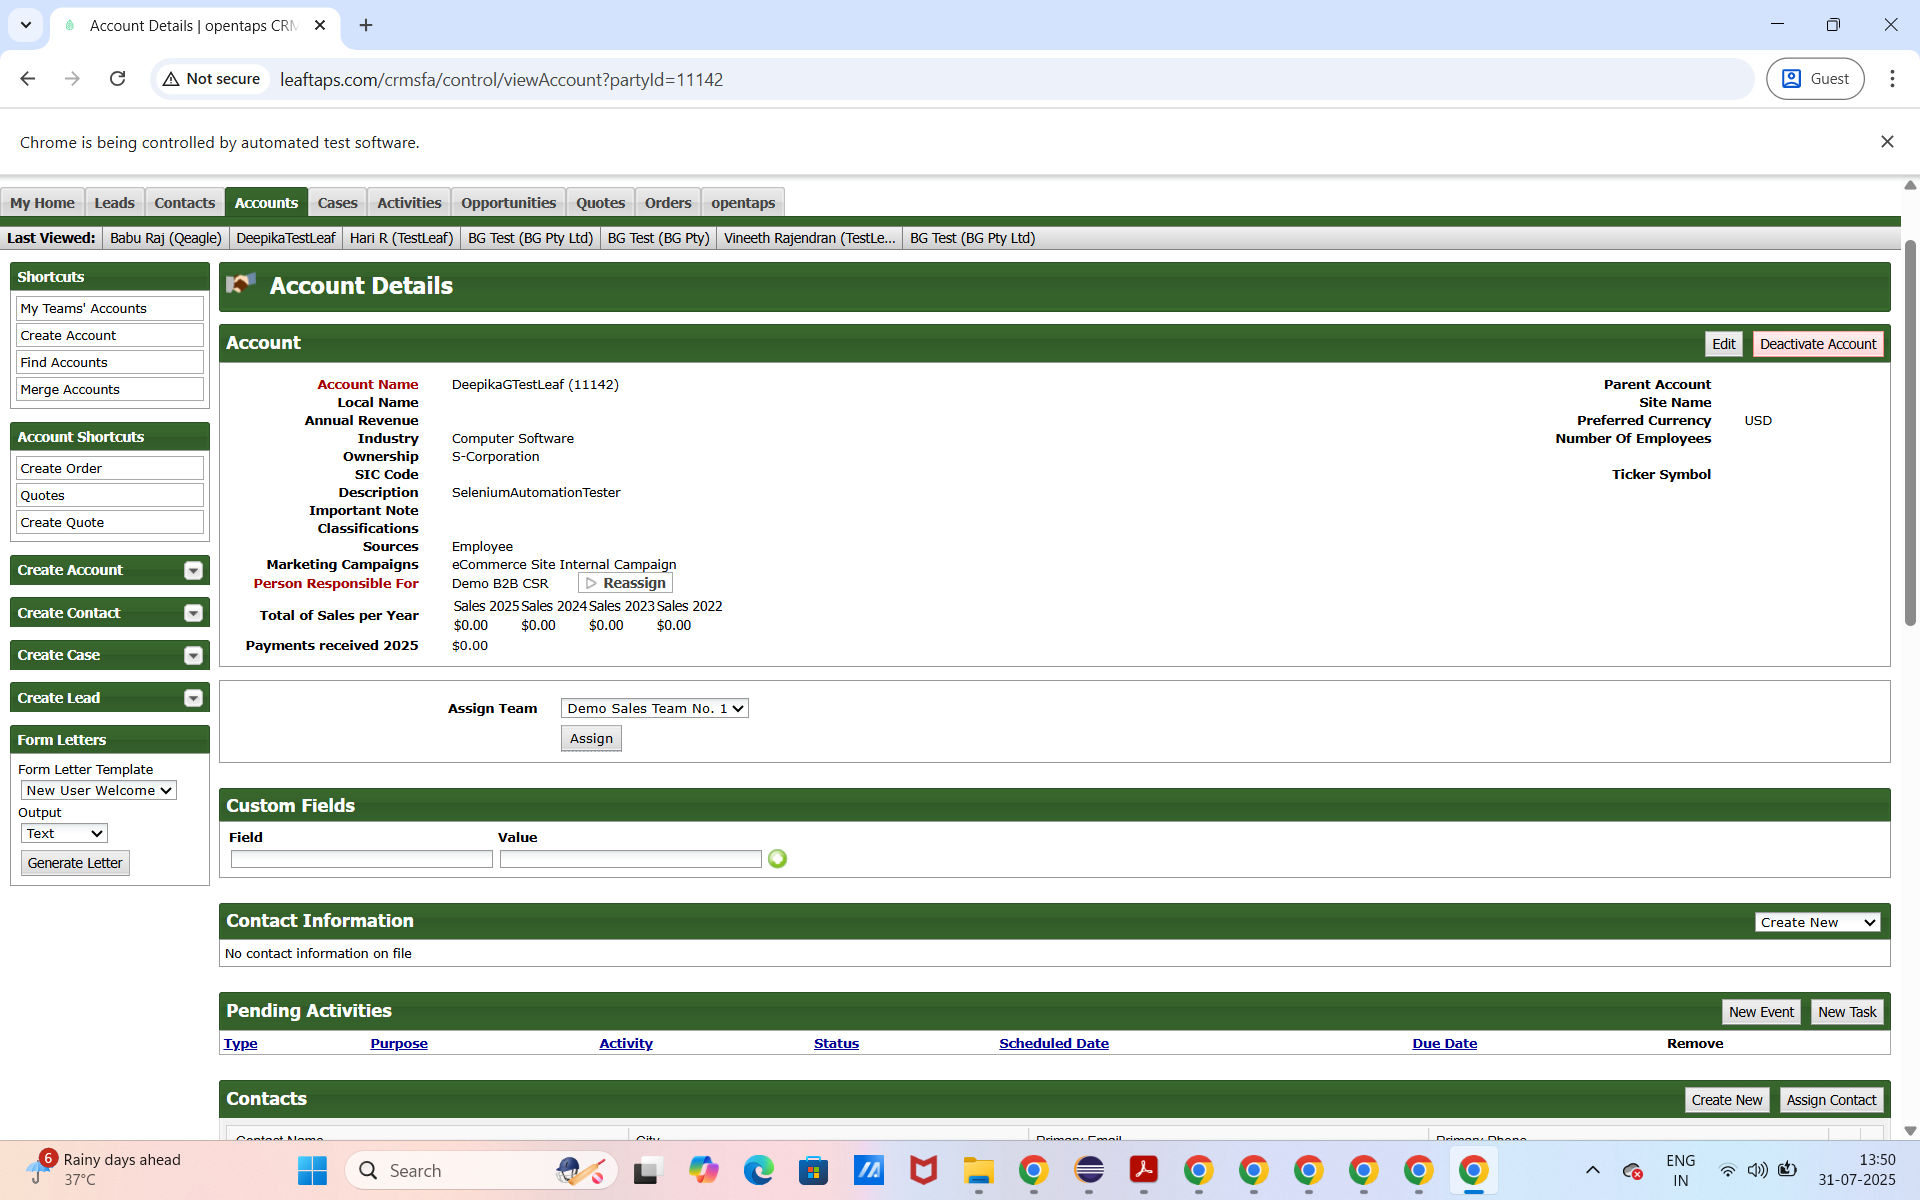 Account Details | opentaps CRM
Not secure
leaftaps.com/crmsfa/control/viewAccount?partyId=11142
Guest
Chrome is being controlled by automated test software.
My Home Leads Contacts Accounts Cases Activities Opportunities Quotes Orders opentaps
Last Viewed: Babu Raj (Qeagle) DeepikaTestLeaf Hari R (TestLeaf) BG Test (BG Pty Ltd) BG Test (BG Pty) Vineeth Rajendran (TestLe... BG Test (BG Pty Ltd)
Shortcuts
My Teams' Accounts
Create Account
Find Accounts
Merge Accounts
Account Shortcuts
Create Order
Quotes
Create Quote
Create Account
Create Contact
Create Case
Create Lead
Form Letters
Form Letter Template
New User Welcome
Output
Text
Generate Letter
Account Details
Account
Edit Deactivate Account
Account Name DeepikaGTestLeaf (11142) Parent Account
Local Name Site Name
Annual Revenue Preferred Currency USD
Industry Computer Software Number Of Employees
Ownership S-Corporation
SIC Code Ticker Symbol
Description SeleniumAutomationTester
Important Note
Classifications
Sources Employee
Marketing Campaigns eCommerce Site Internal Campaign
Person Responsible For Demo B2B CSR Reassign
Total of Sales per Year Sales 2025 Sales 2024 Sales 2023 Sales 2022
$0.00 $0.00 $0.00 $0.00
Payments received 2025 $0.00
Assign Team Demo Sales Team No. 1
Assign
Custom Fields
Field Value
Contact Information
Create New
No contact information on file
Pending Activities
New Event New Task
Type Purpose Activity Status Scheduled Date Due Date Remove
Contacts
Create New Assign Contact
Contact Name City Primary Email Primary Phone
6
Rainy days ahead
37°C
Search
ENG
IN
13:50
31-07-2025